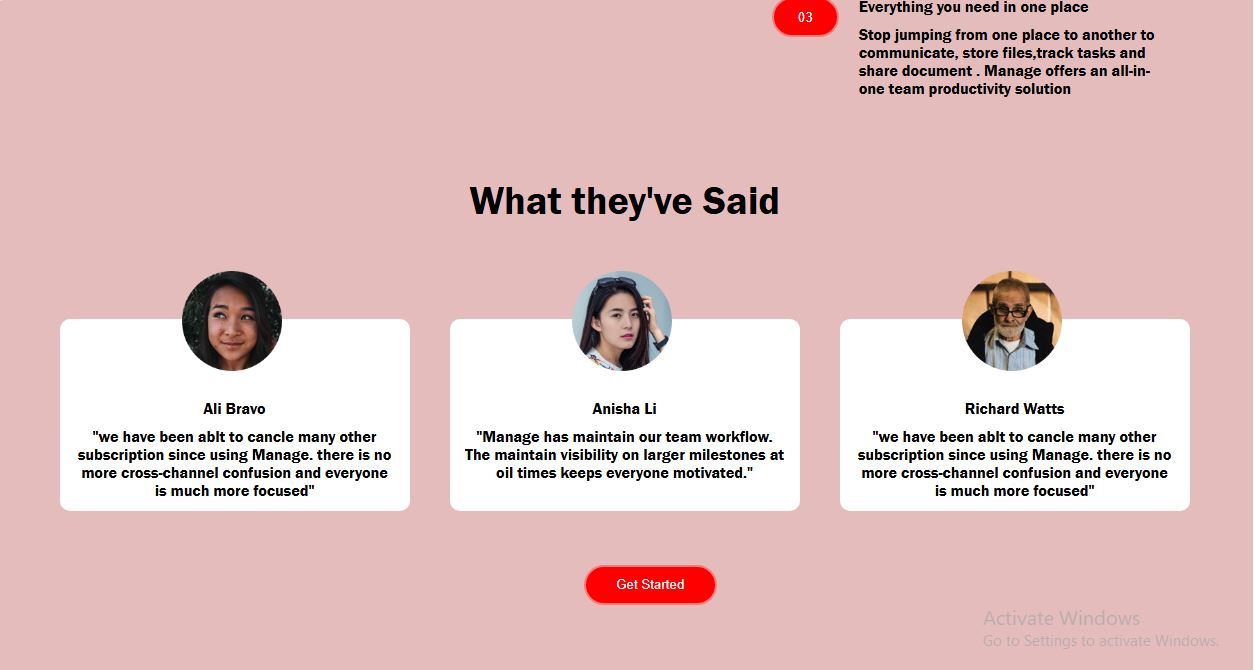 03
Everything you need in one place
Stop jumping from one place to another to
communicate, store files,track tasks and
share document . Manage offers an all-in-
one team productivity solution
What they've Said
Ali Bravo
"we have been ablt to cancle many other
subscription since using Manage. there is no
more cross-channel confusion and everyone
is much more focused"
Anisha Li
"Manage has maintain our team workflow.
The maintain visibility on larger milestones at
oil times keeps everyone motivated."
Richard Watts
"we have been ablt to cancle many other
subscription since using Manage. there is no
more cross-channel confusion and everyone
is much more focused"
Get Started
Activate Windows
Go to Settings to activate Windows.